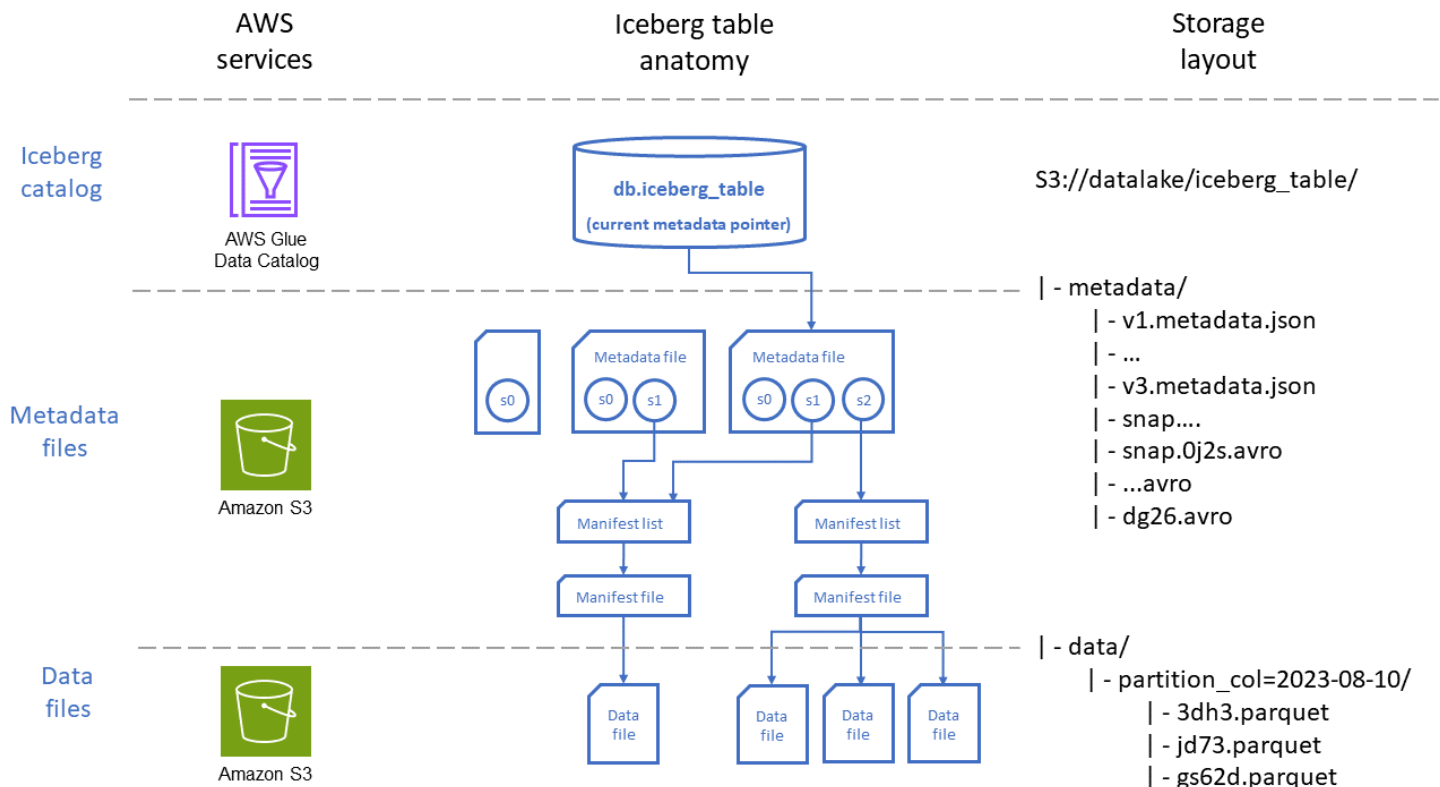 AWS
services
Iceberg table
anatomy
Storage
layout
Iceberg
catalog
AWS Glue
Data Catalog
db.iceberg_table
(current metadata pointer)
S3://datalake/iceberg_table/
Metadata
files
Amazon S3
s0
Metadata file
s0
s1
Metadata file
s0
s1
s2
Manifest list
Manifest list
Manifest file
Manifest file
| - metadata/
| - v1.metadata.json
| - ...
| - v3.metadata.json
| - snap....
| - snap.0j2s.avro
| - ...avro
| - dg26.avro
Data
files
Amazon S3
Data
file
Data
file
Data
file
Data
file
| - data/
| - partition_col=2023-08-10/
| - 3dh3.parquet
| - jd73.parquet
| - gs62d.parquet